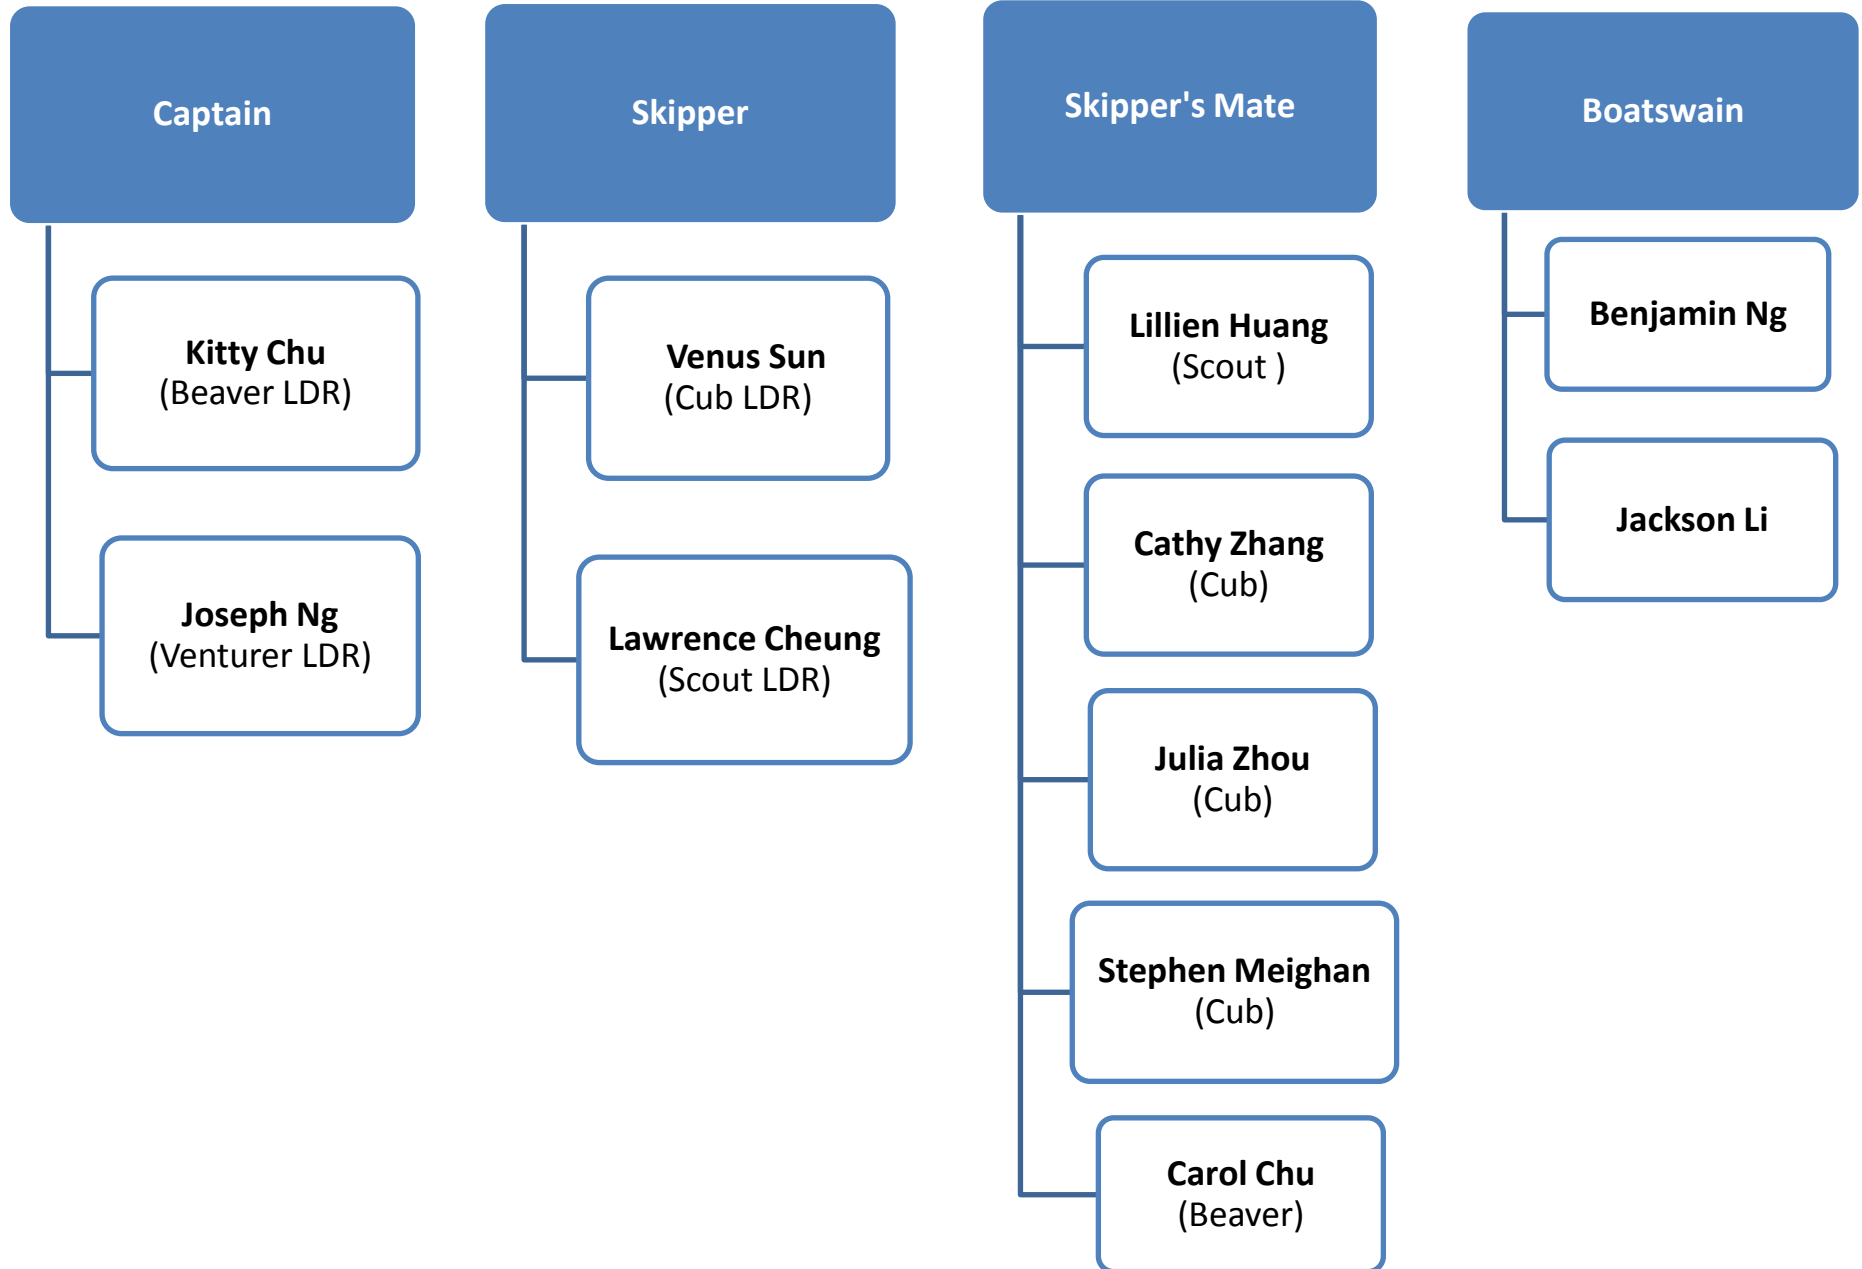 Captain
Kitty Chu
(Beaver LDR)
Joseph Ng
(Venturer LDR)
Skipper
Venus Sun
(Cub LDR)
Lawrence Cheung
(Scout LDR)
Skipper's Mate
Lillien Huang
(Scout )
Cathy Zhang
(Cub)
Julia Zhou
(Cub)
Stephen Meighan
(Cub)
Carol Chu
(Beaver)
Boatswain
Benjamin Ng
Jackson Li